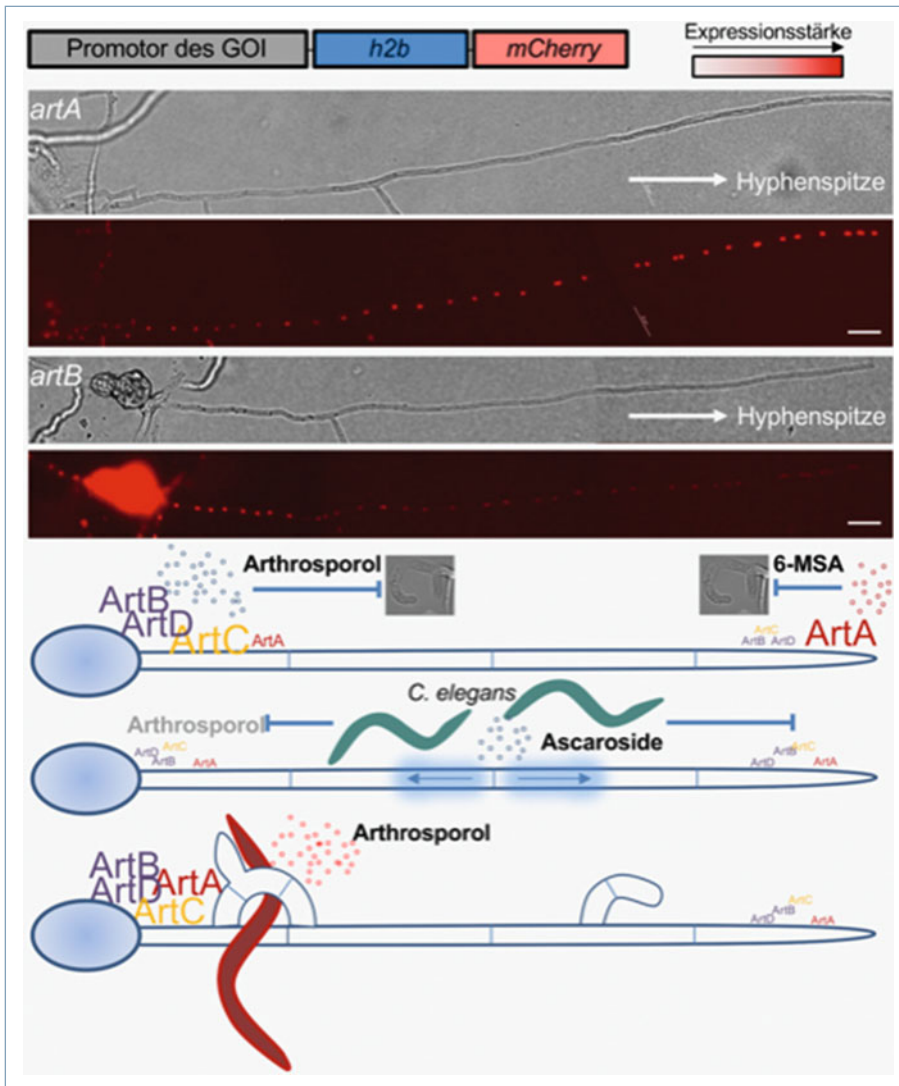 Promotor des GOI h2b mCherry
Expressionsstärke
artA
Hyphenspitze
artB
Hyphenspitze
Arthrosporol
6-MSA
ArtB
ArtD
ArtC
ArtA
ArtC
ArtB ArtD
ArtA
C. elegans
Arthrosporol
Ascaroside
ArtD
ArtC
ArtB
ArtA
ArtB
ArtC
ArtD
ArtA
Arthrosporol
ArtB
ArtD
ArtA
ArtC
ArtC
ArtB
ArtD
ArtA